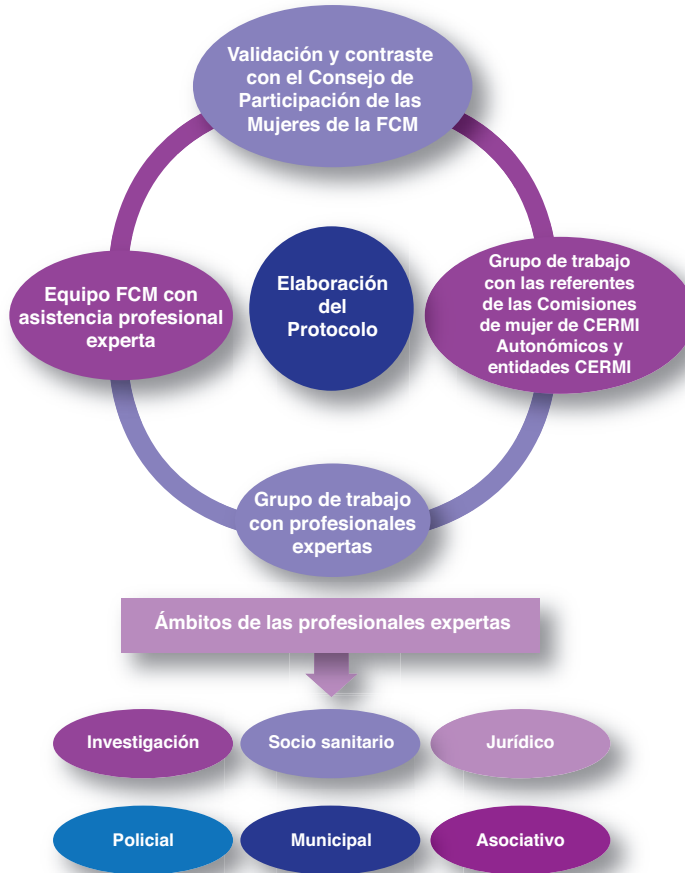 Validación y contraste
con el Consejo de
Participación de las
Mujeres de la FCM
Equipo FCM con
asistencia profesional
experta
Elaboración
del
Protocolo
Grupo de trabajo
con las referentes
de las Comisiones
de mujer de CERMI
Autonómicos y
entidades CERMI
Grupo de trabajo
con profesionales
expertas
Ámbitos de las profesionales expertas
Investigación
Socio sanitario
Jurídico
Policial
Municipal
Asociativo